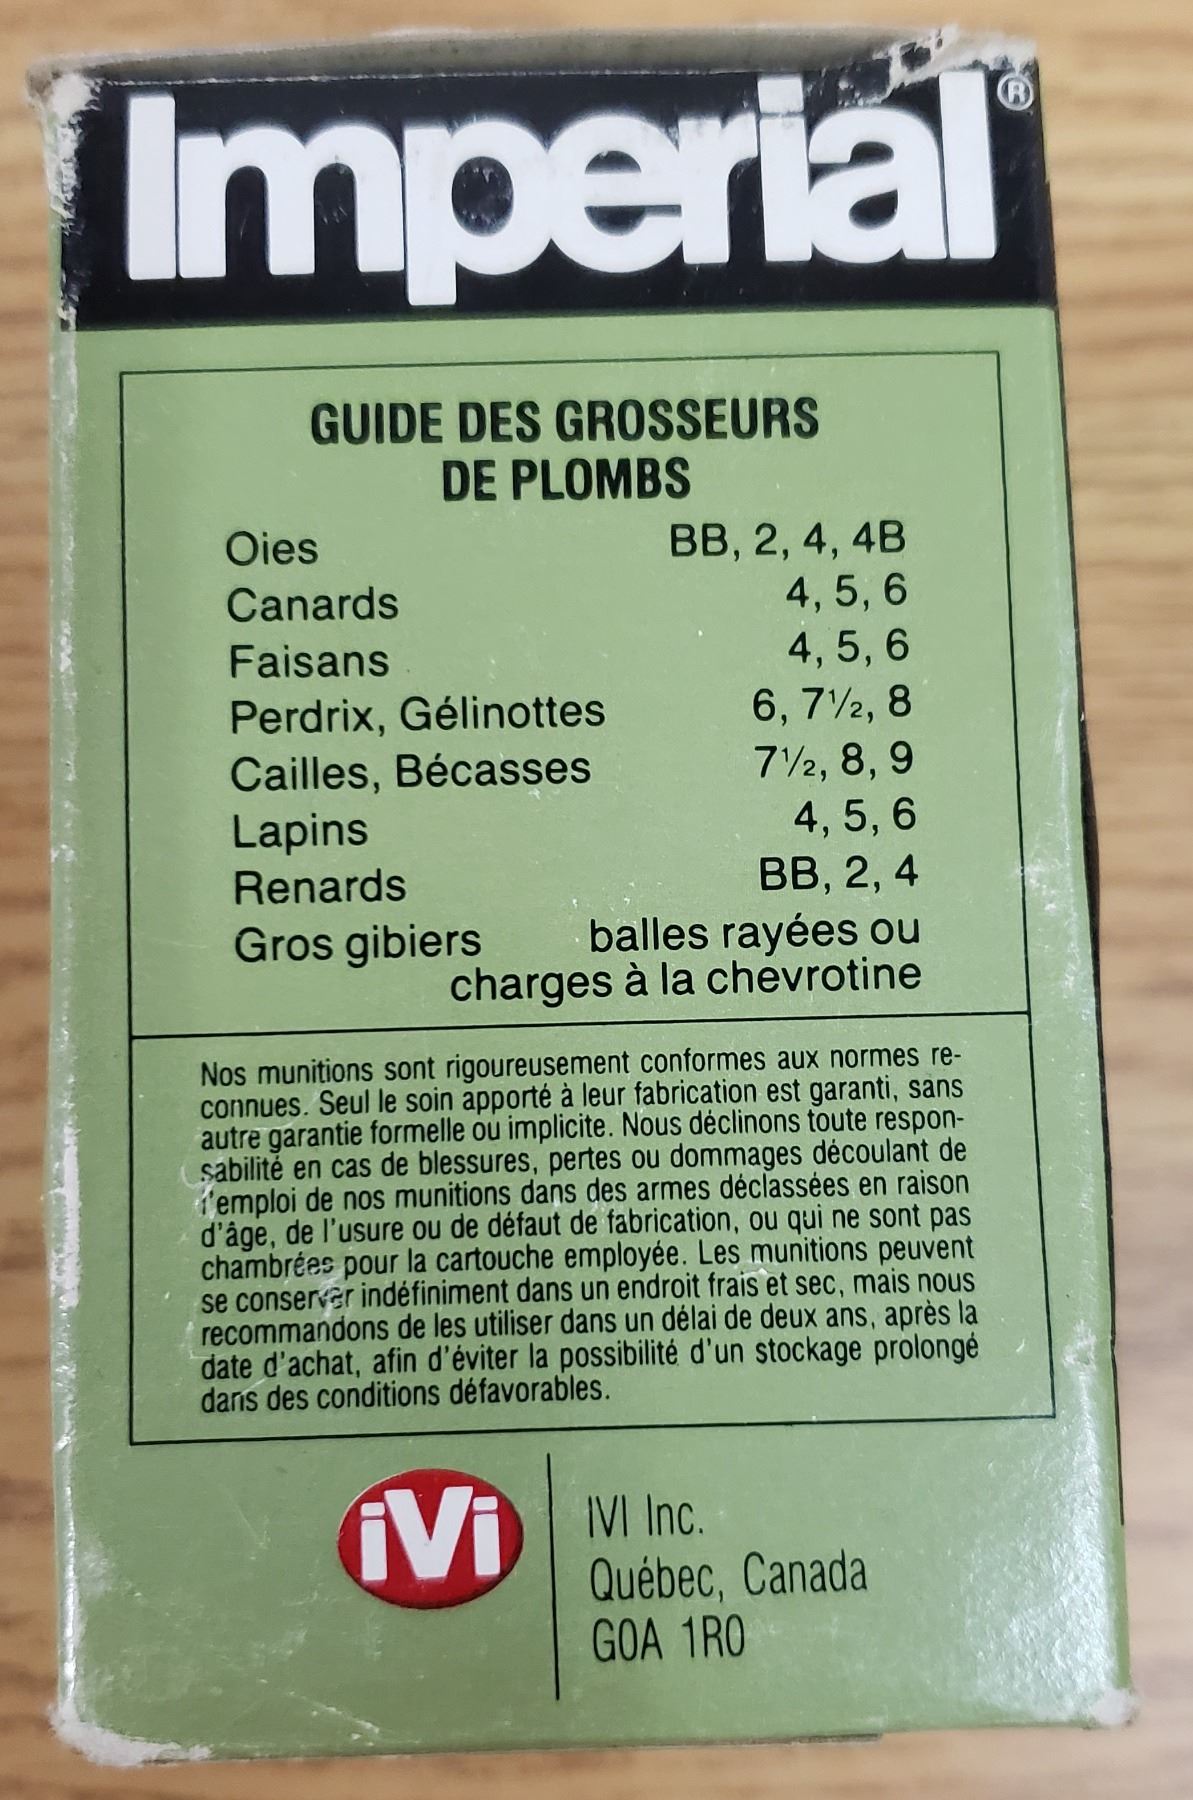 Imperial®
GUIDE DES GROSSEURS
DE PLOMBS
Oies BB, 2, 4, 4B
Canards 4, 5, 6
Faisans 4, 5, 6
Perdrix, Gélinottes 6, 7½, 8
Cailles, Bécasses 7½, 8, 9
Lapins 4, 5, 6
Renards BB, 2, 4
Gros gibiers balles rayées ou
charges à la chevrotine
Nos munitions sont rigoureusement conformes aux normes re-
connues. Seul le soin apporté à leur fabrication est garanti, sans
autre garantie formelle ou implicite. Nous déclinons toute respon-
sabilité en cas de blessures, pertes ou dommages découlant de
l'emploi de nos munitions dans des armes déclassées en raison
d'âge, de l'usure ou de défaut de fabrication, ou qui ne sont pas
chambrées pour la cartouche employée. Les munitions peuvent
se conserver indéfiniment dans un endroit frais et sec, mais nous
recommandons de les utiliser dans un délai de deux ans, après la
date d'achat, afin d'éviter la possibilité d'un stockage prolongé
dans des conditions défavorables.
iVi
IVI Inc.
Québec, Canada
G0A 1R0